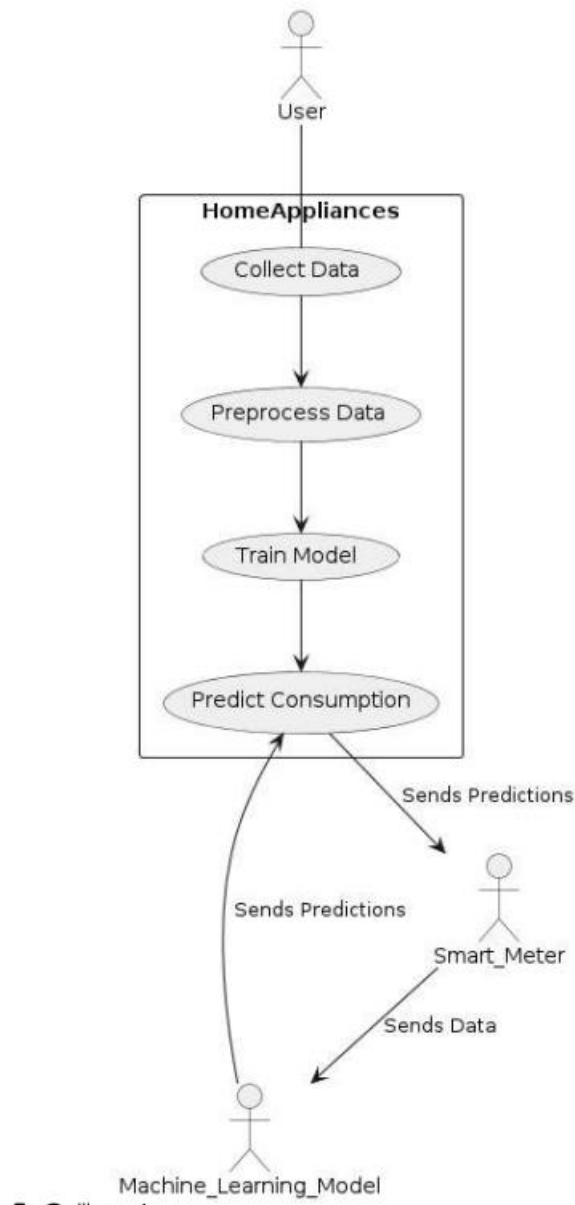 User
HomeAppliances
Collect Data
Preprocess Data
Train Model
Predict Consumption
Sends Predictions
Sends Predictions
Smart_Meter
Sends Data
Machine_Learning_Model